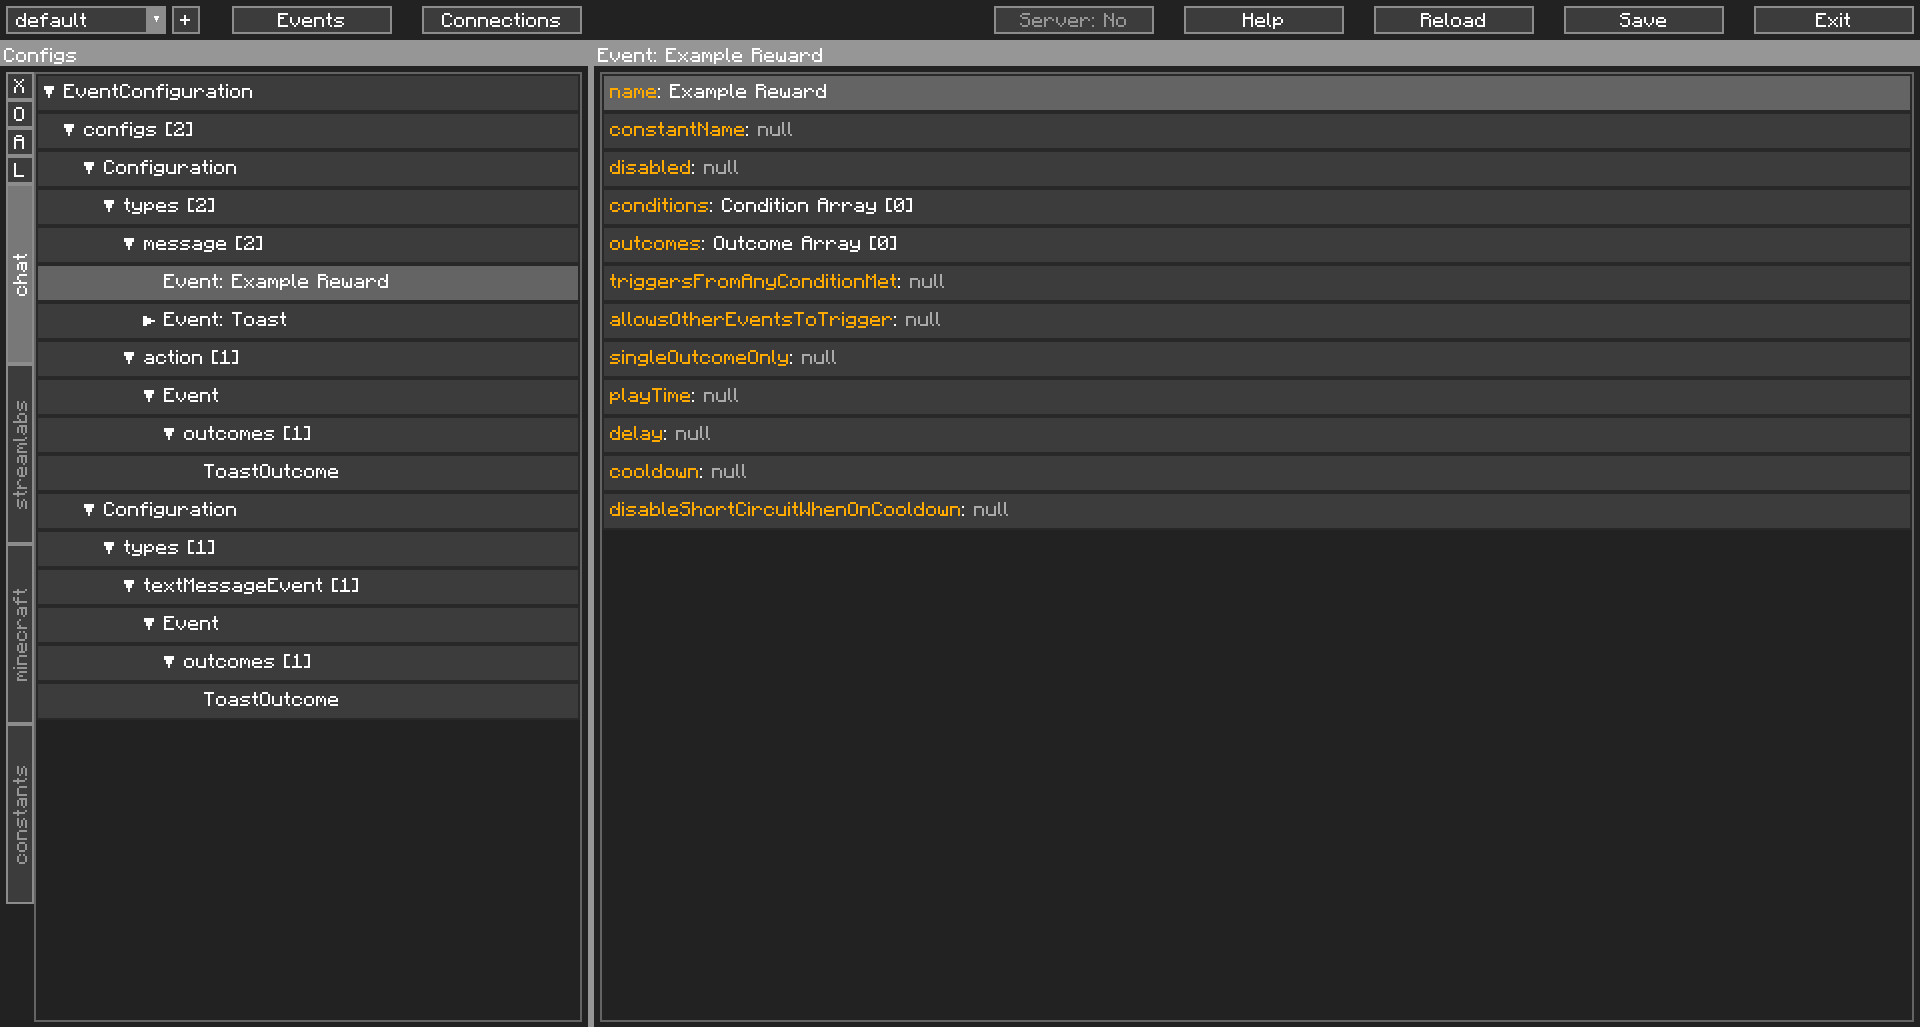 default ▼ + Events Connections Server: No Help Reload Save Exit
Configs
Event: Example Reward
X
O
A
L
chat
streamlabs
minecraft
constants
▼ EventConfiguration
▼ configs [2]
▼ Configuration
▼ types [2]
▼ message [2]
Event: Example Reward
► Event: Toast
▼ action [1]
▼ Event
▼ outcomes [1]
ToastOutcome
▼ Configuration
▼ types [1]
▼ textMessageEvent [1]
▼ Event
▼ outcomes [1]
ToastOutcome
name: Example Reward
constantName: null
disabled: null
conditions: Condition Array [0]
outcomes: Outcome Array [0]
triggersFromAnyConditionMet: null
allowsOtherEventsToTrigger: null
singleOutcomeOnly: null
playTime: null
delay: null
cooldown: null
disableShortCircuitWhenOnCooldown: null